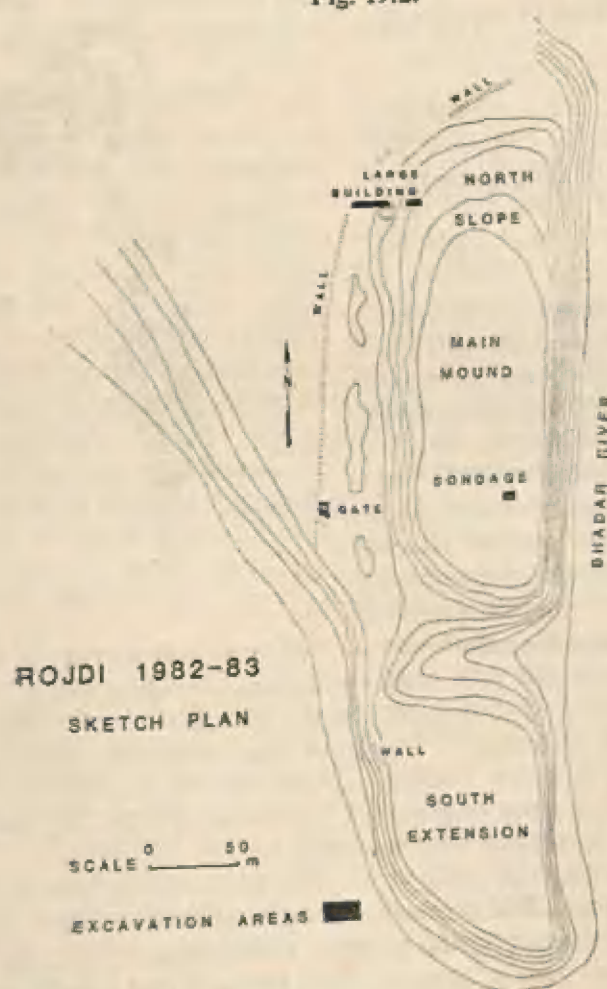 WALL
LARGE
BUILDING
NORTH
SLOPE
WALL
MAIN
MOUND
N
SONDAGE
GATE
BHADAR RIVER
ROJDI 1982-83
SKETCH PLAN
WALL
SOUTH
EXTENSION
SCALE 0 50 m
EXCAVATION AREAS